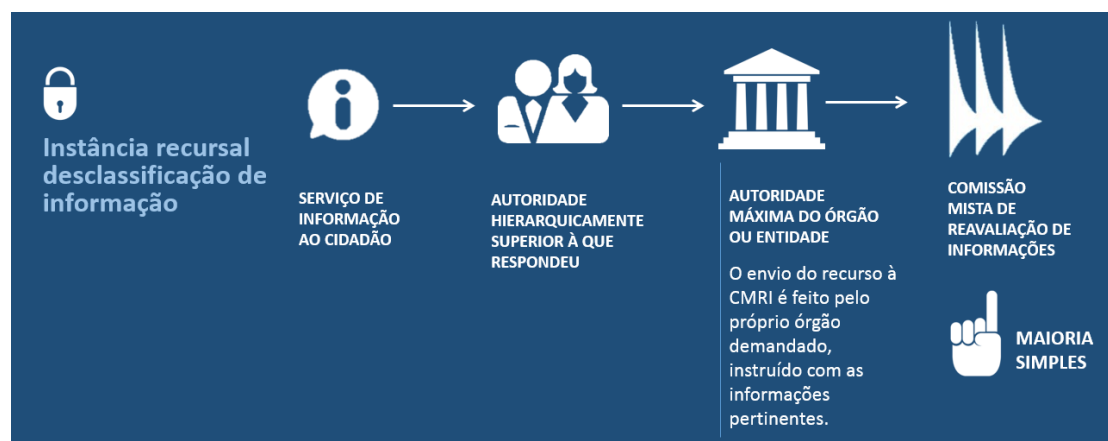 Instância recursal
desclassificação de
informação
SERVIÇO DE
INFORMAÇÃO
AO CIDADÃO
AUTORIDADE
HIERARQUICAMENTE
SUPERIOR À QUE
RESPONDEU
AUTORIDADE
MÁXIMA DO ÓRGÃO
OU ENTIDADE
O envio do recurso à
CMRI é feito pelo
próprio órgão
demandado,
instruído com as
informações
pertinentes.
COMISSÃO
MISTA DE
REAVALIAÇÃO DE
INFORMAÇÕES
MAIORIA
SIMPLES